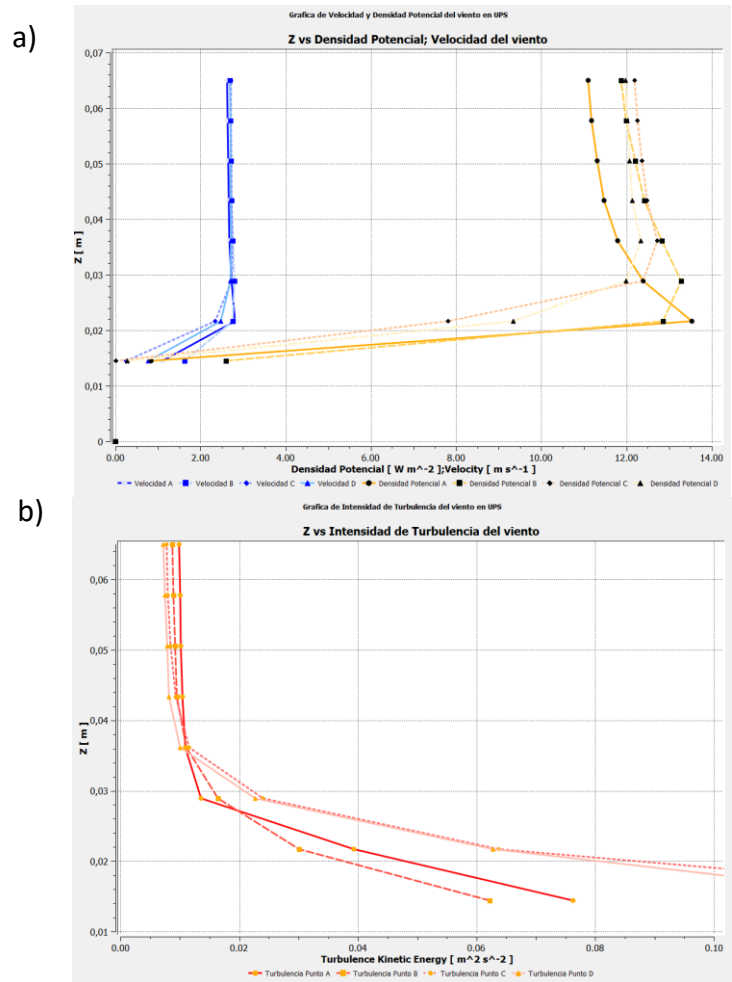 a)
Grafica de Velocidad y Densidad Potencial del viento en UPS
Z vs Densidad Potencial; Velocidad del viento
0,07
0,06
0,05
0,04
0,03
0,02
0,01
0
Z [ m ]
0.00 2.00 4.00 6.00 8.00 10.00 12.00 14.00
Densidad Potencial [ W m^-2 ];Velocity [ m s^-1 ]
Velocidad A Velocidad B Velocidad C Velocidad D Densidad Potencial A Densidad Potencial B Densidad Potencial C Densidad Potencial D
b)
Grafica de Intensidad de Turbulencia del viento en UPS
Z vs Intensidad de Turbulencia del viento
0,06
0,05
0,04
0,03
0,02
0,01
Z [ m ]
0.00 0.02 0.04 0.06 0.08 0.10
Turbulence Kinetic Energy [ m^2 s^-2 ]
Turbulencia Punto A Turbulencia Punto B Turbulencia Punto C Turbulencia Punto D